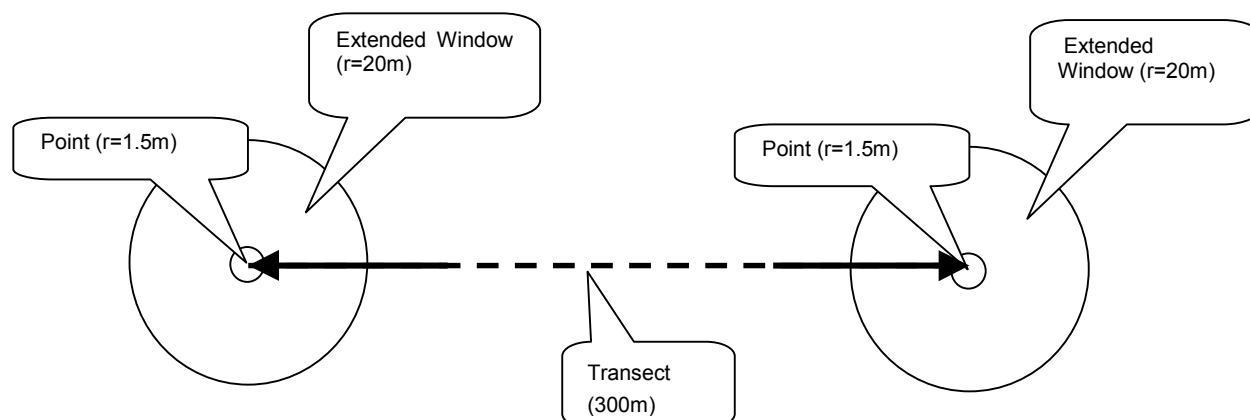 Extended Window
(r=20m)
Extended
Window (r=20m)
Point (r=1.5m)
Point (r=1.5m)
Transect
(300m)